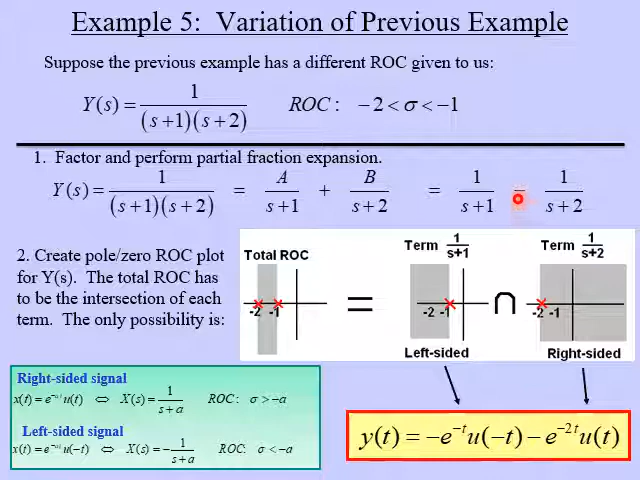 Example 5: Variation of Previous Example
Suppose the previous example has a different ROC given to us:
Y(s) = 1/((s+1)(s+2))    ROC: −2 < σ < −1
1. Factor and perform partial fraction expansion.
Y(s) = 1/((s+1)(s+2)) = A/(s+1) + B/(s+2) = 1/(s+1) − 1/(s+2)
2. Create pole/zero ROC plot
for Y(s). The total ROC has
to be the intersection of each
term. The only possibility is:
Total ROC
-2 -1
=
Term 1/(s+1)
-2 -1
Left-sided
∩
Term 1/(s+2)
-2 -1
Right-sided
Right-sided signal
x(t) = e^{−at}u(t) ⇔ X(s) = 1/(s+a)    ROC: σ > −a
Left-sided signal
x(t) = e^{−at}u(−t) ⇔ X(s) = −1/(s+a)    ROC: σ < −a
y(t) = −e^{−t}u(−t) − e^{−2t}u(t)